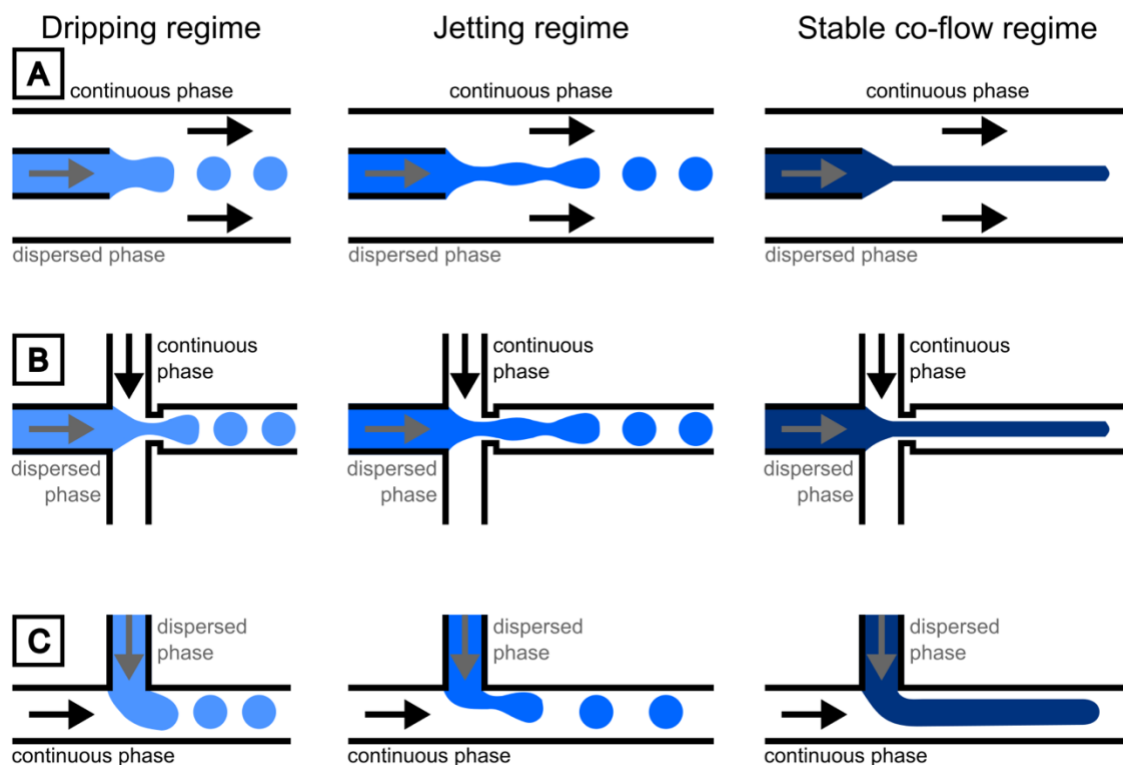 Dripping regime
Jetting regime
Stable co-flow regime
A
continuous phase
continuous phase
continuous phase
dispersed phase
dispersed phase
dispersed phase
B
continuous
phase
continuous
phase
continuous
phase
dispersed
phase
dispersed
phase
dispersed
phase
C
dispersed
phase
dispersed
phase
dispersed
phase
continuous phase
continuous phase
continuous phase